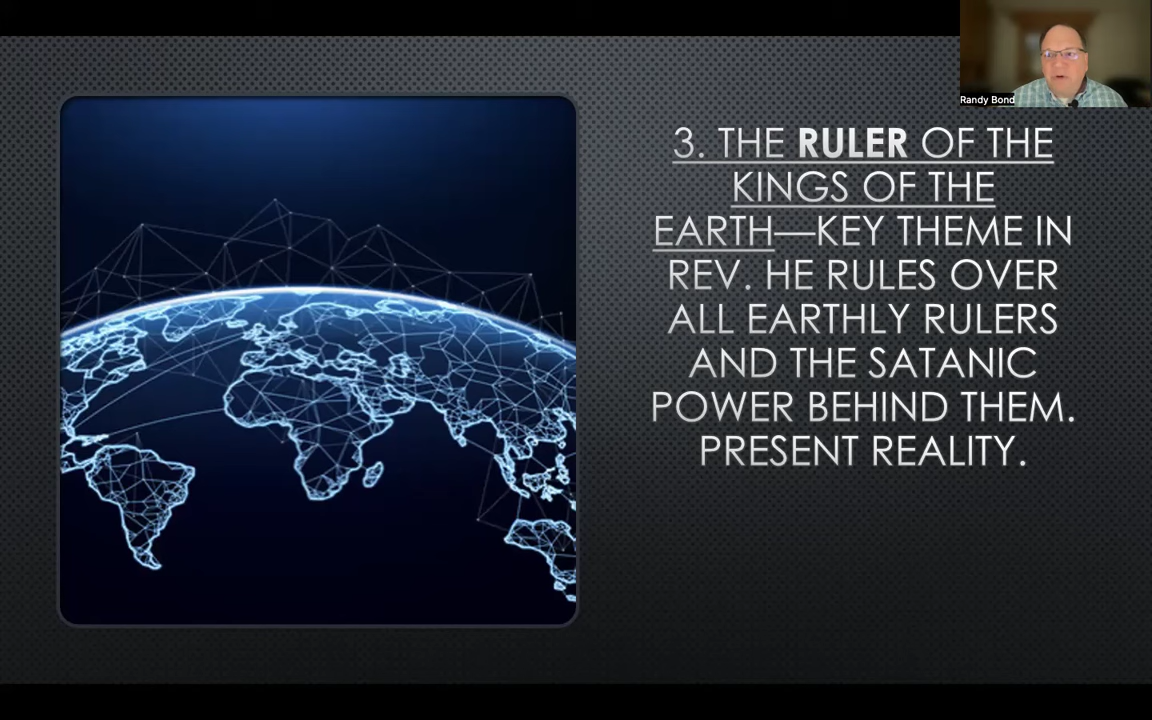 Randy Bond
3. THE RULER OF THE
KINGS OF THE
EARTH—KEY THEME IN
REV. HE RULES OVER
ALL EARTHLY RULERS
AND THE SATANIC
POWER BEHIND THEM.
PRESENT REALITY.